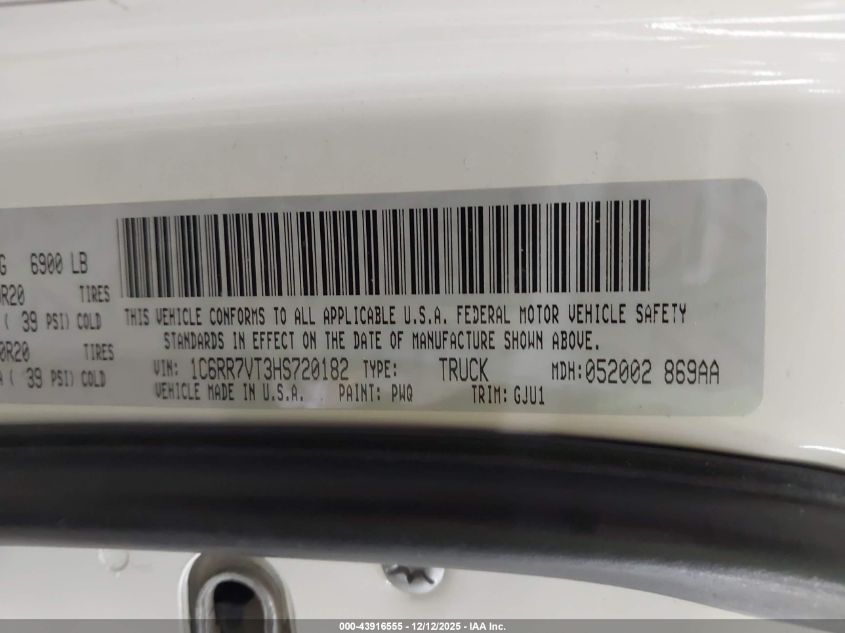 G 6900 LB
0R20 TIRES
( 39 PSI) COLD
THIS VEHICLE CONFORMS TO ALL APPLICABLE U.S.A. FEDERAL MOTOR VEHICLE SAFETY
STANDARDS IN EFFECT ON THE DATE OF MANUFACTURE SHOWN ABOVE.
0R20 TIRES
A ( 39 PSI) COLD
VIN: 1C6RR7VT3HS720182 TYPE: TRUCK MDH:052002 869AA
VEHICLE MADE IN U.S.A. PAINT: PWQ TRIM:GJU1
000-43916555 - 12/12/2025 - IAA Inc.